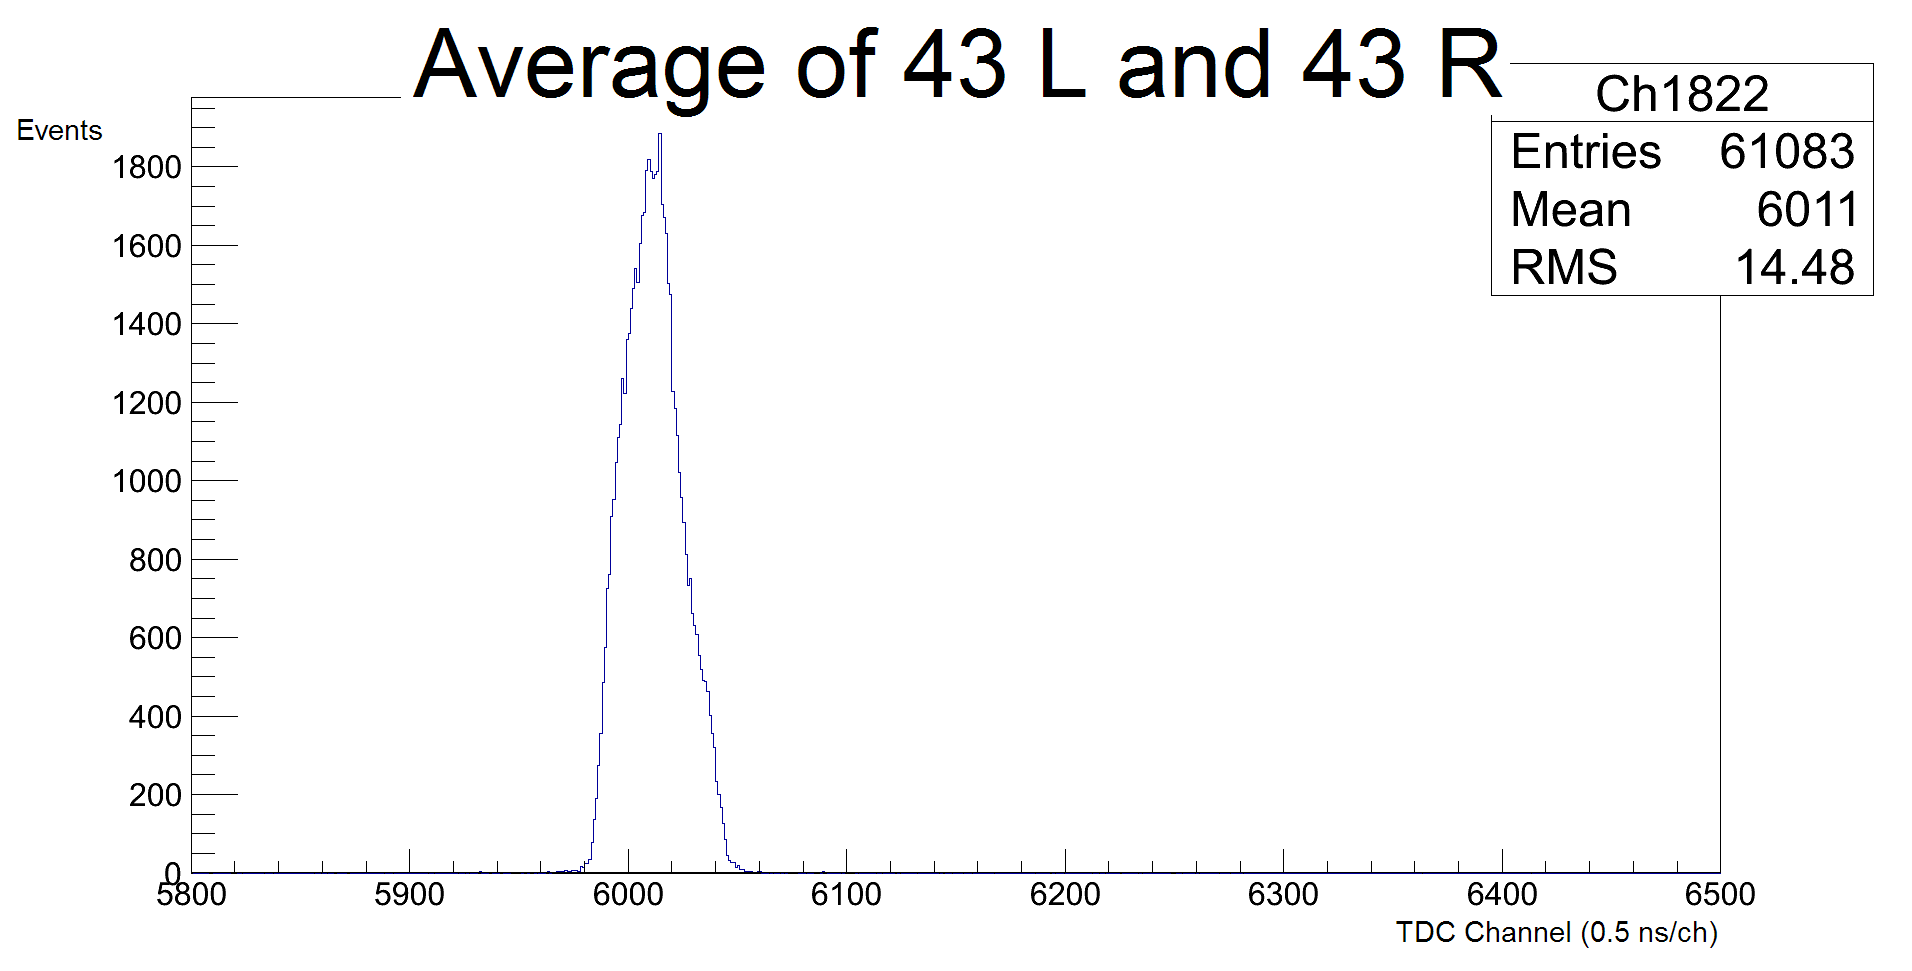 Average of 43 L and 43 R
Ch1822
Entries 61083
Mean 6011
RMS 14.48
Events
1800
1600
1400
1200
1000
800
600
400
200
0
5800 5900 6000 6100 6200 6300 6400 6500
TDC Channel (0.5 ns/ch)